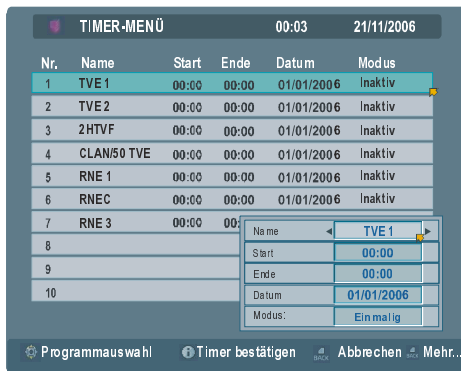 TIMER-MENÜ 00:03 21/11/2006
Nr. Name Start Ende Datum Modus
1 TVE 1 00:00 00:00 01/01/2006 Inaktiv
2 TVE 2 00:00 00:00 01/01/2006 Inaktiv
3 2HTVF 00:00 00:00 01/01/2006 Inaktiv
4 CLAN/50 TVE 00:00 00:00 01/01/2006 Inaktiv
5 RNE 1 00:00 00:00 01/01/2006 Inaktiv
6 RNEC 00:00 00:00 01/01/2006 Inaktiv
7 RNE 3 00:00 00:
8
9
10
Name TVE 1
Start 00:00
Ende 00:00
Datum 01/01/2006
Modus: Einmalig
Programmauswahl Timer bestätigen BACK Abbrechen BACK Mehr...